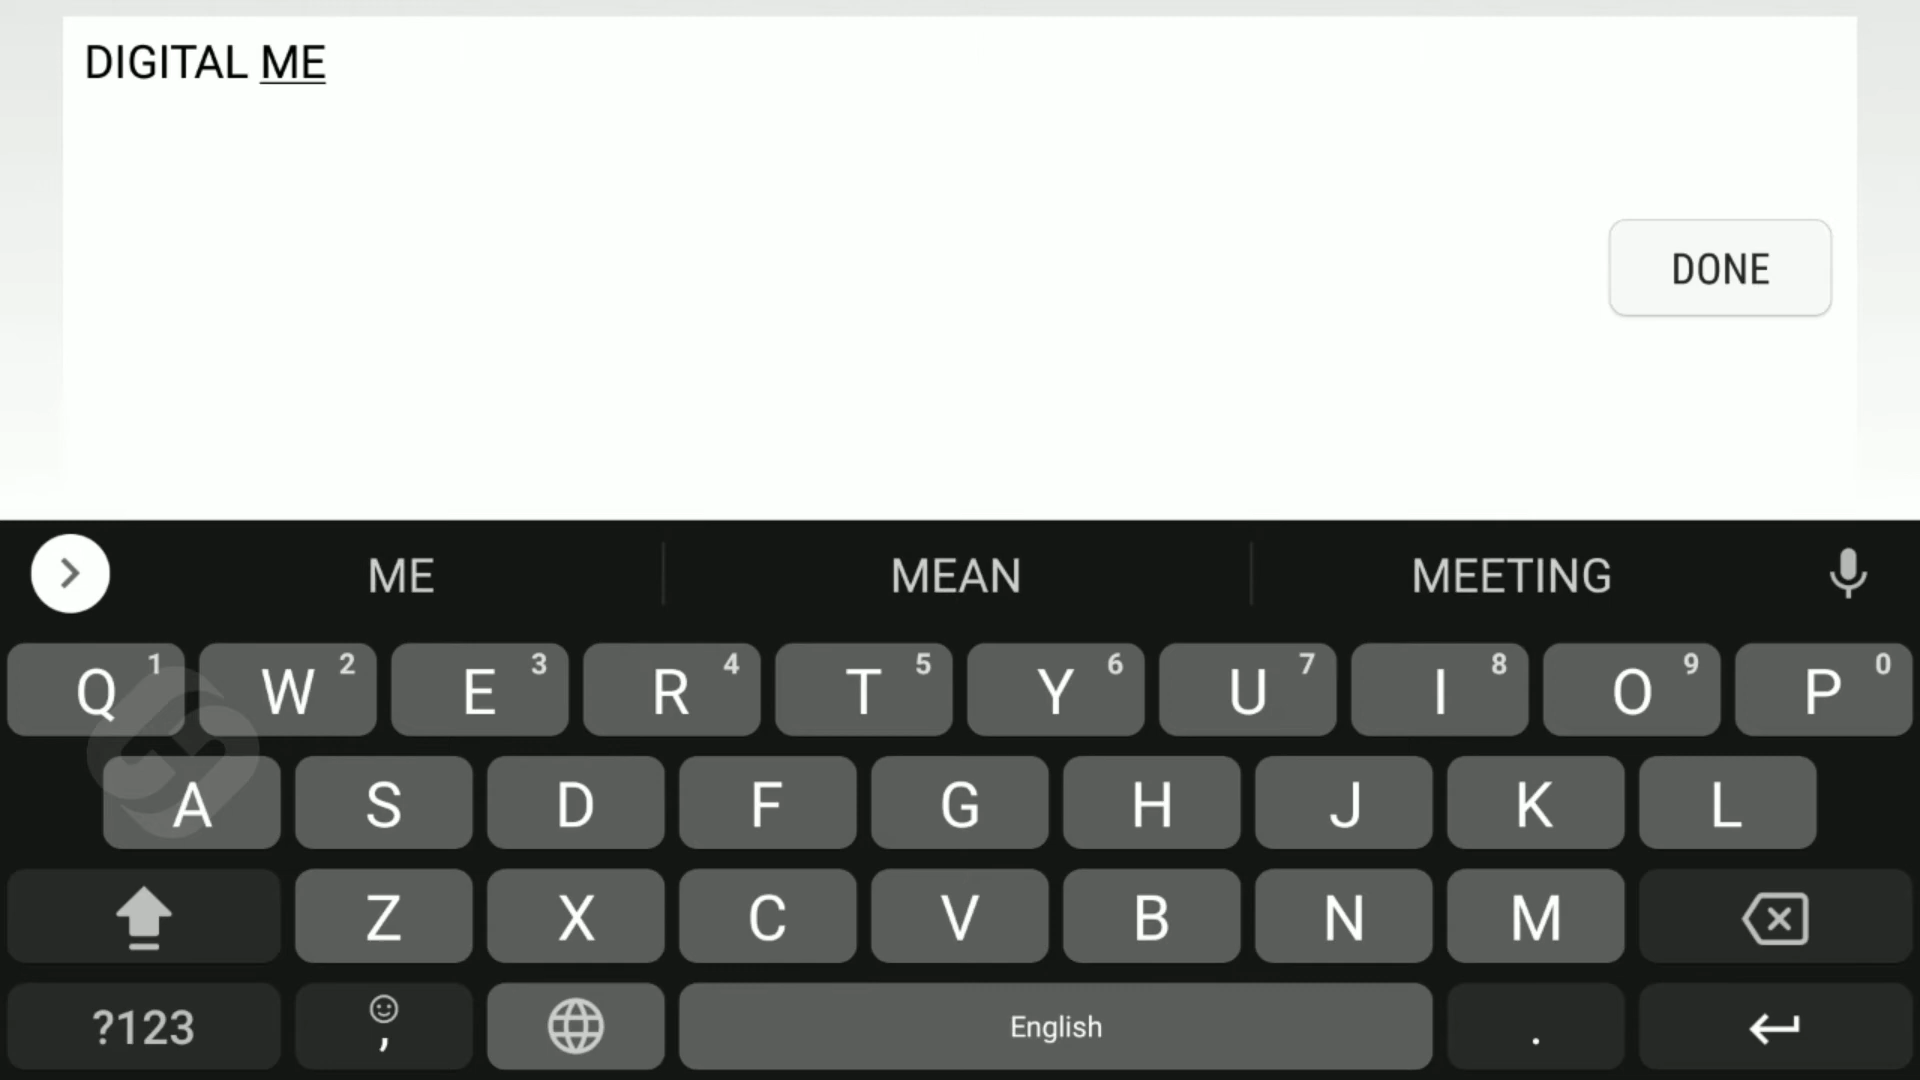 DIGITAL ME
DONE
ME MEAN MEETING
Q 1 W 2 E 3 R 4 T 5 Y 6 U 7 I 8 O 9 P 0
A S D F G H J K L
Z X C V B N M
?123 , English .